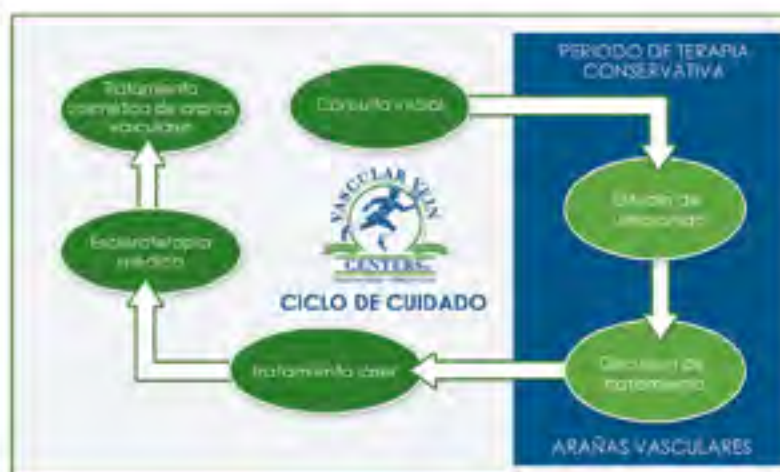 PERIODO DE TERAPIA
CONSERVATIVA
Consulta inicial
Estudio de
ultrasonido
de
tratamiento
Tratamiento láser
Escleroterapia
médica
Tratamiento
cosmético de arañas
vasculares
VASCULAR VEIN
CENTERS
CICLO DE CUIDADO
ARAÑAS VASCULARES